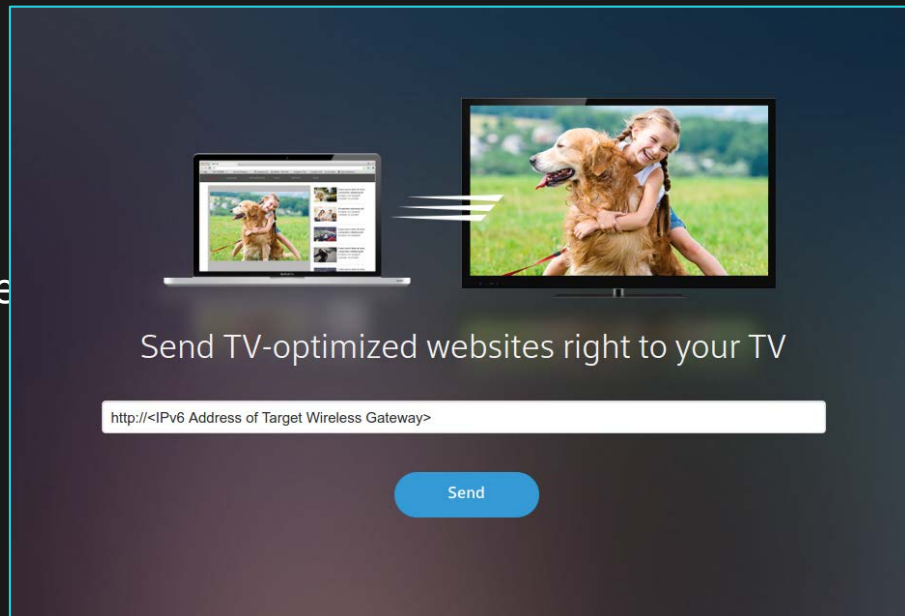 e
Send TV-optimized websites right to your TV
http://<IPv6 Address of Target Wireless Gateway>
Send